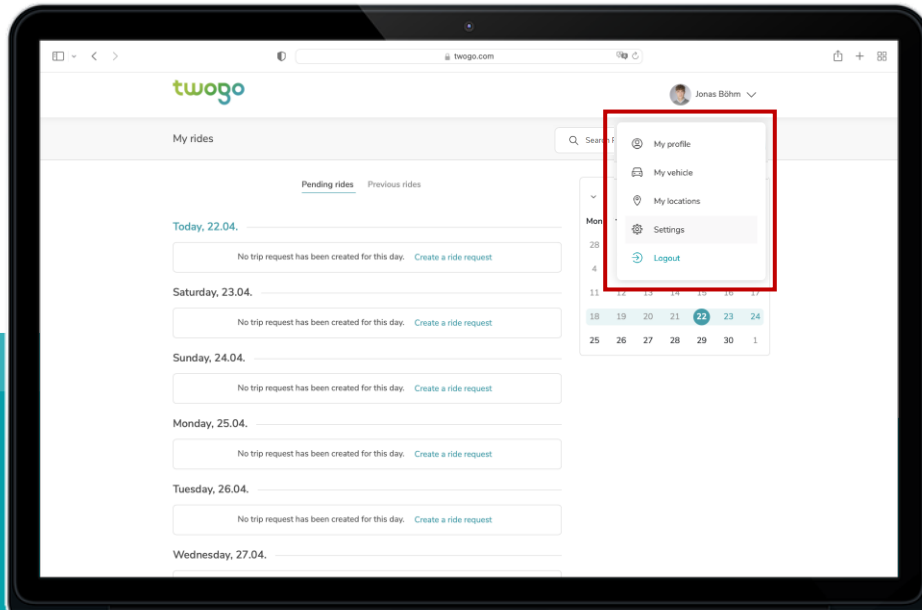 twogo.com
twogo
Jonas Böhm
My rides
Search
My profile
My vehicle
My locations
Settings
Logout
Pending rides Previous rides
Today, 22.04.
No trip request has been created for this day. Create a ride request
Saturday, 23.04.
No trip request has been created for this day. Create a ride request
Sunday, 24.04.
No trip request has been created for this day. Create a ride request
Monday, 25.04.
No trip request has been created for this day. Create a ride request
Tuesday, 26.04.
No trip request has been created for this day. Create a ride request
Wednesday, 27.04.
Mon
28
4
11 12 13 14 15 16 17
18 19 20 21 22 23 24
25 26 27 28 29 30 1